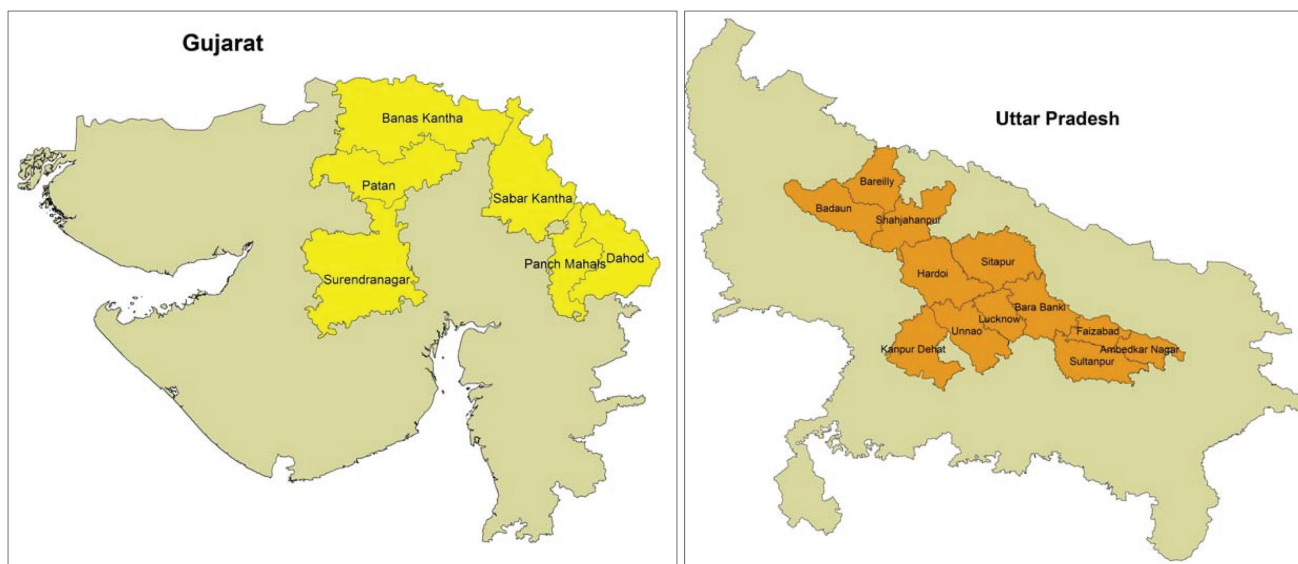 Gujarat
Banas Kantha
Patan
Sabar Kantha
Surendranagar
Panch Mahals
Dahod
Uttar Pradesh
Bareilly
Badaun
Shahjahanpur
Hardoi
Sitapur
Bara Banki
Lucknow
Unnao
Kanpur Dehat
Faizabad
Ambedkar Nagar
Sultanpur